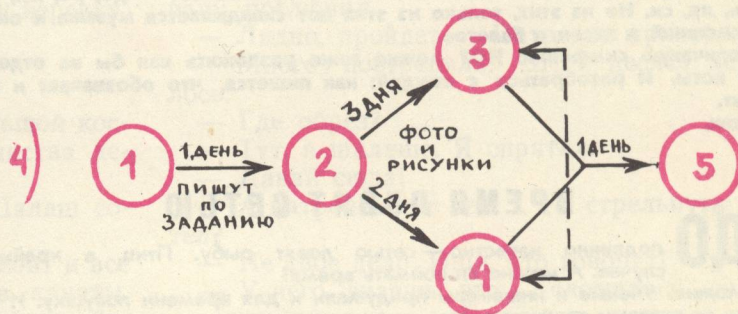 4)
1
1 ДЕНЬ
ПИШУТ
ПО
ЗАДАНИЮ
2
3 ДНЯ
ФОТО
И
РИСУНКИ
2 ДНЯ
3
4
1 ДЕНЬ
5